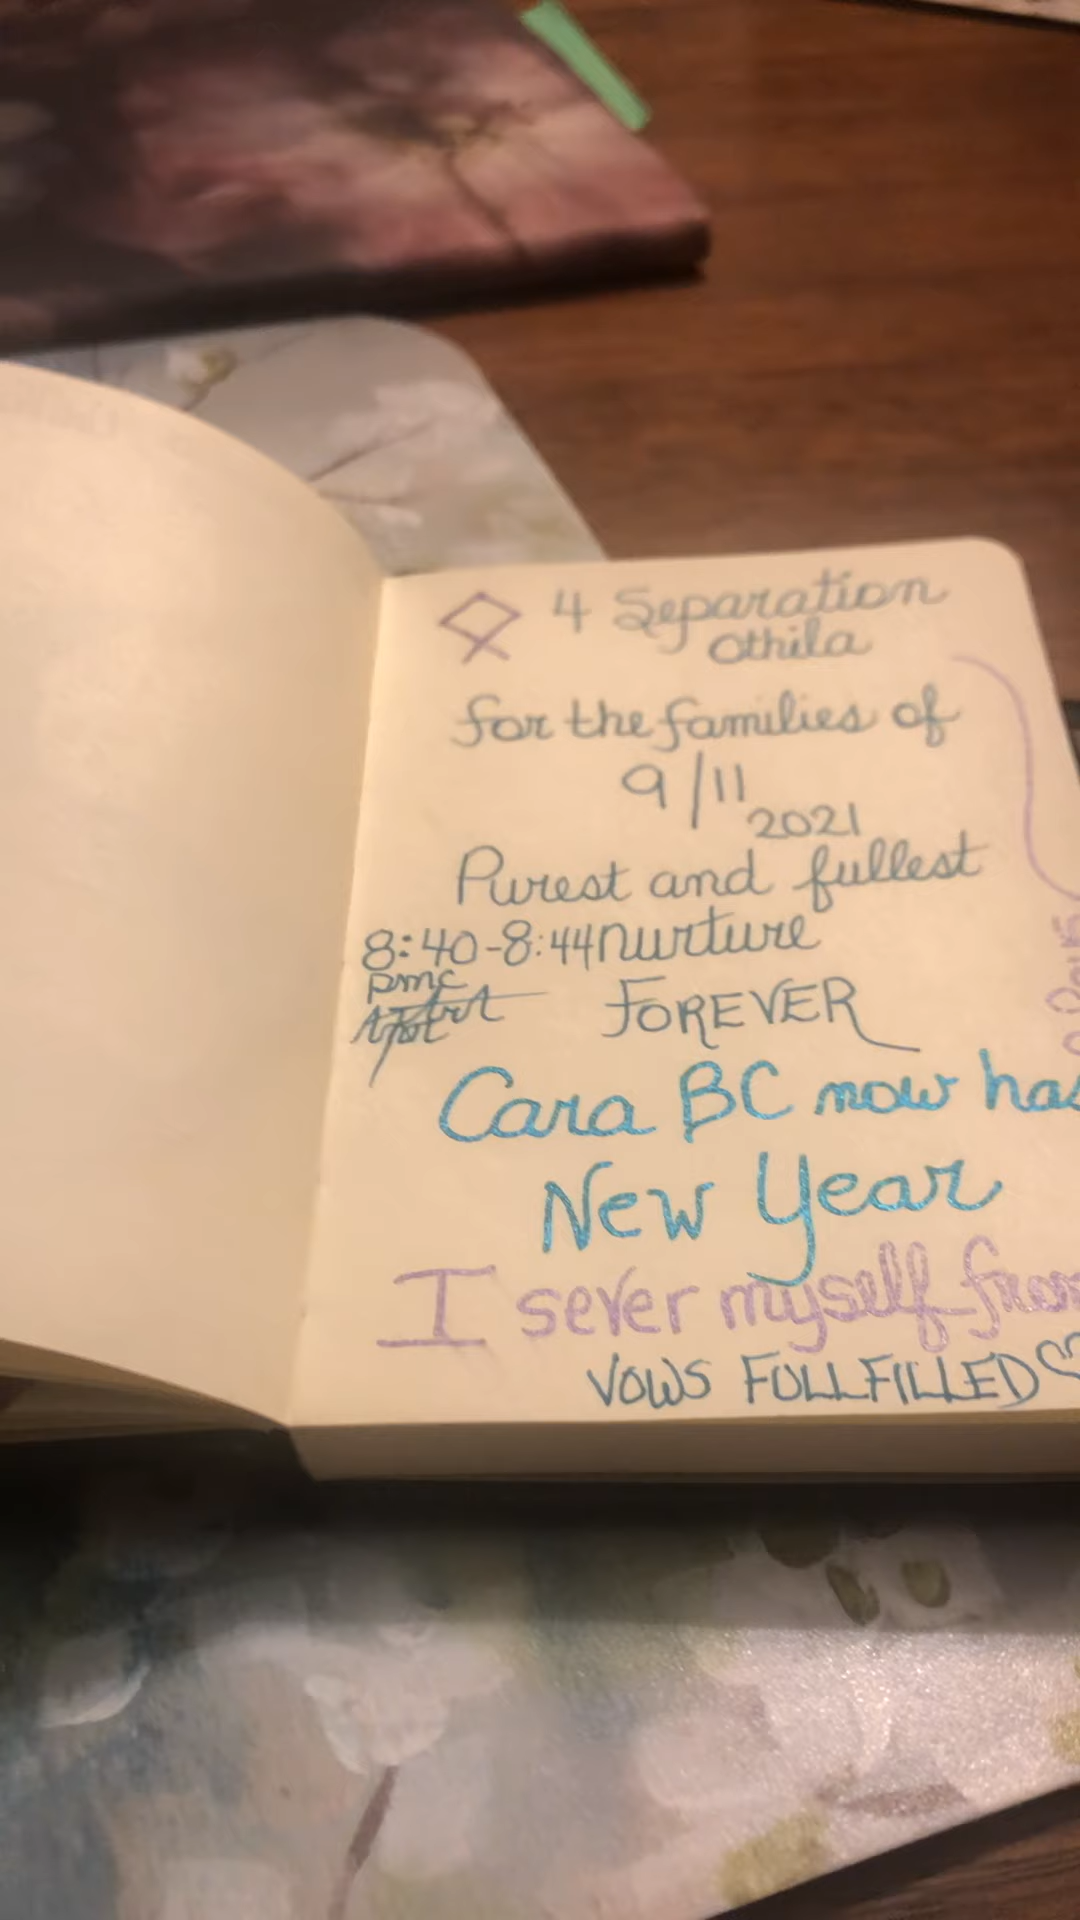 4 Separation
Othila
for the families of
9/11
2021
Purest and fullest
8:40-8:44 nurture
pmc
FOREVER
Cara BC now has
New Year
I sever myself from
VOWS FULLFILLED